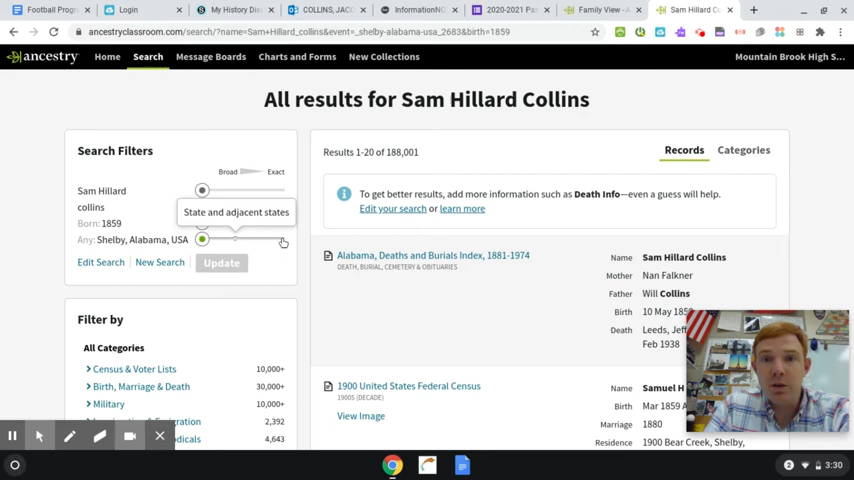 Football Progr
Login
My History Disc
COLLINS, JACO
InformationNO
2020-2021 Par
Family View - A
Sam Hillard Co
ancestryclassroom.com/search/?name=Sam+Hillard_Collins&event=_shelby-alabama-usa_2683&birth=1859
ancestry
Search
Message Boards
Charts and Forms
New Collections
Mountain Brook High S...
All results for Sam Hillard Collins
Search Filters
Broad
Exact
Sam Hillard
collins
State and adjacent states
Born: 1859
Any: Shelby, Alabama, USA
Edit Search
New Search
Update
Filter by
All Categories
Census & Voter Lists
10,000+
Birth, Marriage & Death
30,000+
Military
10,000+
2,392
4,643
Results 1-20 of 188,001
Records
Categories
To get better results, add more information such as Death Info—even a guess will help.
Edit your search or learn more
Alabama, Deaths and Burials Index, 1881-1974
DEATH, BURIAL, CEMETERY & OBITUARIES
Name Sam Hillard Collins
Mother Nan Falkner
Father Will Collins
Birth 10 May 185
Death Leeds, Jeff
Feb 1938
1900 United States Federal Census
1900S (DECADE)
View Image
Name Samuel H
Birth Mar 1859 A
Marriage 1880
Residence 1900 Bear Creek, Shelby,
2
3:30